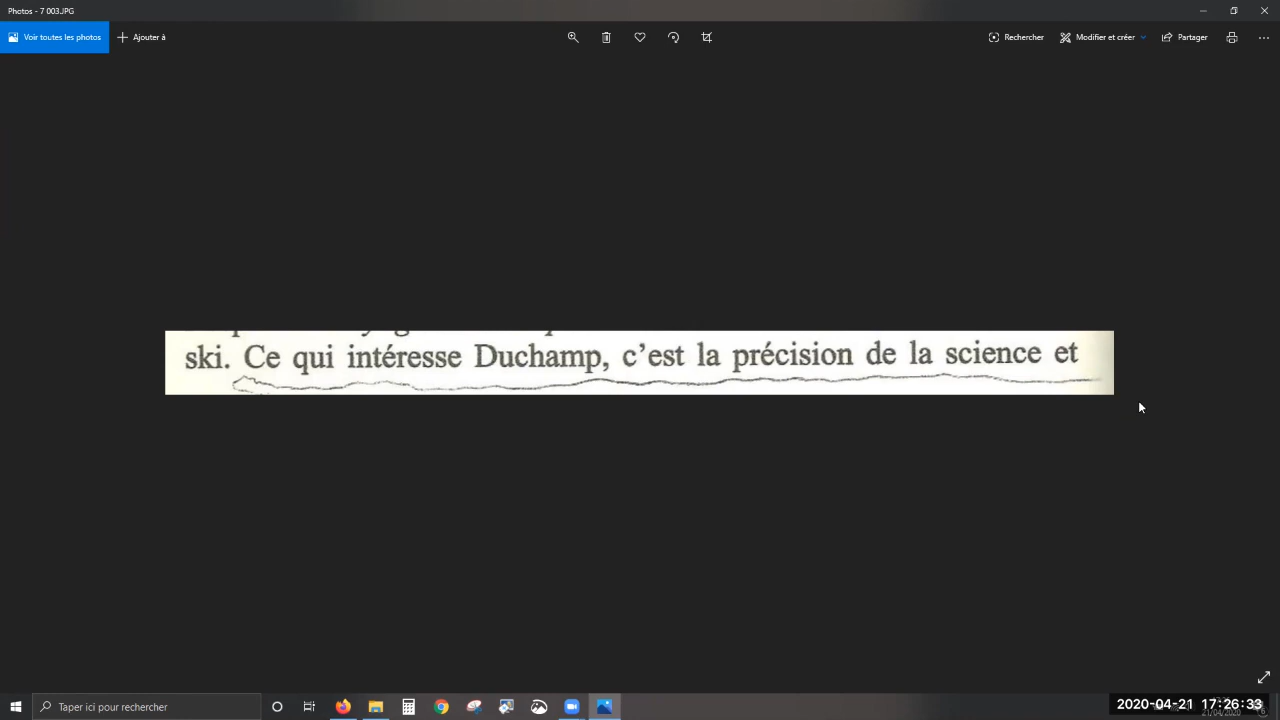 Photos - 7 003.JPG
Voir toutes les photos
Ajouter à
Rechercher
Modifier et créer
Partager
ski. Ce qui intéresse Duchamp, c'est la précision de la science et
Taper ici pour rechercher
2020-04-21 17:26:33